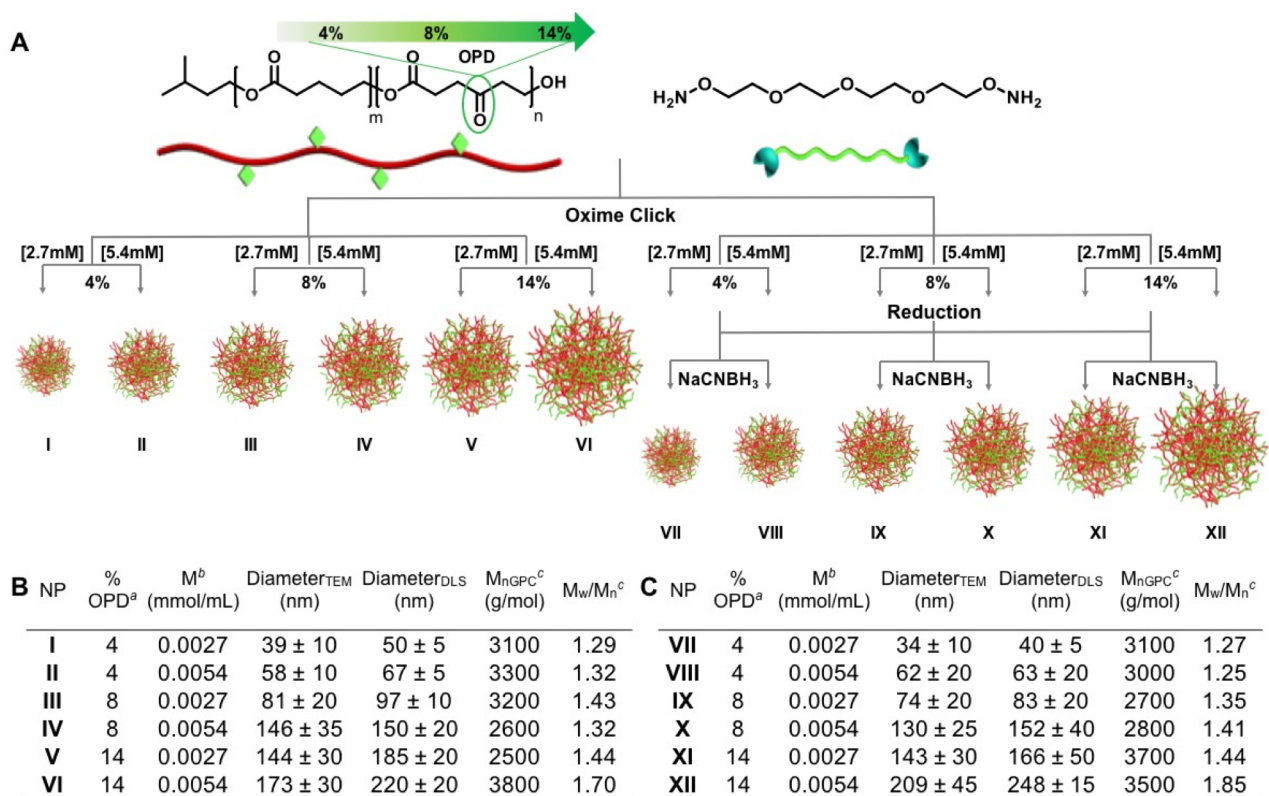 A
4% 8% 14%
OPD
O O OH
O O
m n
O
H₂N O O O O O NH₂
Oxime Click
[2.7mM] [5.4mM] [2.7mM] [5.4mM] [2.7mM] [5.4mM] [2.7mM] [5.4mM] [2.7mM] [5.4mM] [2.7mM] [5.4mM]
4% 8% 14% 4% 8% 14%
Reduction
NaCNBH₃ NaCNBH₃ NaCNBH₃
I II III IV V VI
VII VIII IX X XI XII
B NP % OPDᵃ Mᵇ (mmol/mL) Diameter_TEM (nm) Diameter_DLS (nm) MₙGPCᶜ (g/mol) Mw/Mₙᶜ
I 4 0.0027 39 ± 10 50 ± 5 3100 1.29
II 4 0.0054 58 ± 10 67 ± 5 3300 1.32
III 8 0.0027 81 ± 20 97 ± 10 3200 1.43
IV 8 0.0054 146 ± 35 150 ± 20 2600 1.32
V 14 0.0027 144 ± 30 185 ± 20 2500 1.44
VI 14 0.0054 173 ± 30 220 ± 20 3800 1.70
C NP % OPDᵃ Mᵇ (mmol/mL) Diameter_TEM (nm) Diameter_DLS (nm) MₙGPCᶜ (g/mol) Mw/Mₙᶜ
VII 4 0.0027 34 ± 10 40 ± 5 3100 1.27
VIII 4 0.0054 62 ± 20 63 ± 20 3000 1.25
IX 8 0.0027 74 ± 20 83 ± 20 2700 1.35
X 8 0.0054 130 ± 25 152 ± 40 2800 1.41
XI 14 0.0027 143 ± 30 166 ± 50 3700 1.44
XII 14 0.0054 209 ± 45 248 ± 15 3500 1.85